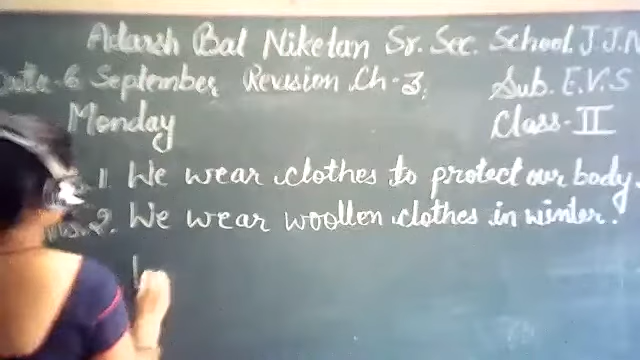 Adarsh Bal Niketan Sr. Sec. School. J.J.N
Date-6 September Revision Ch-3. Sub. E.V.S
Monday Class-II
1. We wear clothes to protect our body.
Ans.2. We wear woollen clothes in winter.